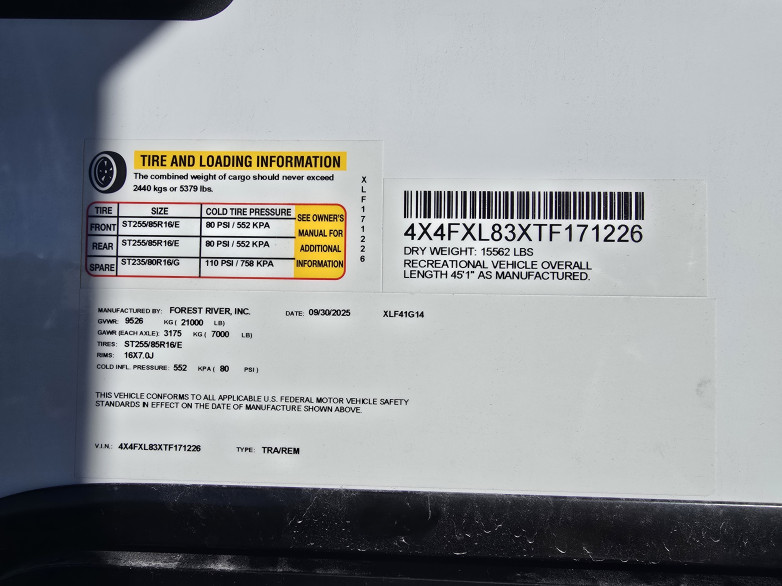 TIRE AND LOADING INFORMATION
The combined weight of cargo should never exceed
2440 kgs or 5379 lbs.
TIRE SIZE COLD TIRE PRESSURE
FRONT ST255/85R16/E 80 PSI / 552 KPA
REAR ST255/85R16/E 80 PSI / 552 KPA
SPARE ST235/80R16/G 110 PSI / 758 KPA
SEE OWNER'S
MANUAL FOR
ADDITIONAL
INFORMATION
XLF171226
4X4FXL83XTF171226
DRY WEIGHT: 15562 LBS
RECREATIONAL VEHICLE OVERALL
LENGTH 45'1" AS MANUFACTURED.
MANUFACTURED BY: FOREST RIVER, INC. DATE: 09/30/2025 XLF41G14
GVWR: 9526 KG ( 21000 LB)
GAWR (EACH AXLE): 3175 KG ( 7000 LB)
TIRES: ST255/85R16/E
RIMS: 16X7.0J
COLD INFL. PRESSURE: 552 KPA ( 80 PSI )
THIS VEHICLE CONFORMS TO ALL APPLICABLE U.S. FEDERAL MOTOR VEHICLE SAFETY
STANDARDS IN EFFECT ON THE DATE OF MANUFACTURE SHOWN ABOVE.
V.I.N.: 4X4FXL83XTF171226 TYPE: TRA/REM